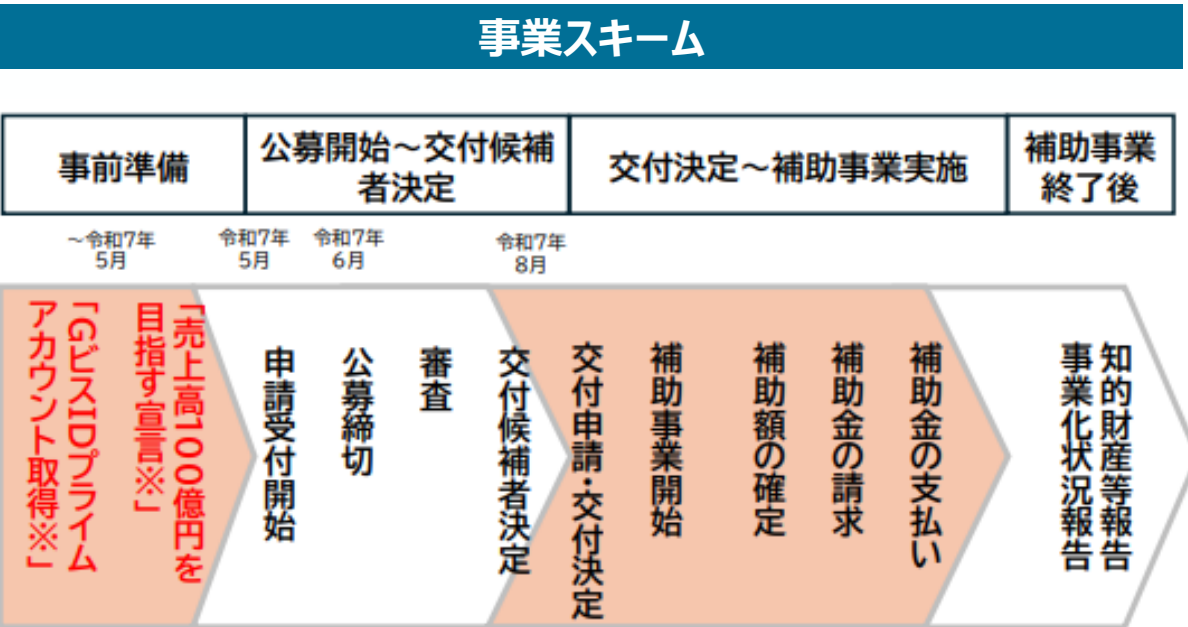 事業スキーム
事前準備
公募開始～交付候補
者決定
交付決定～補助事業実施
補助事業
終了後
～令和7年
5月
令和7年
5月
令和7年
6月
令和7年
8月
「GビズIDプライム
アカウント取得※」
「売上高100億円を
目指す宣言※」
申請受付開始
公募締切
審査
交付候補者決定
交付申請・交付決定
補助事業開始
補助額の確定
補助金の請求
補助金の支払い
知的財産等報告
事業化状況報告